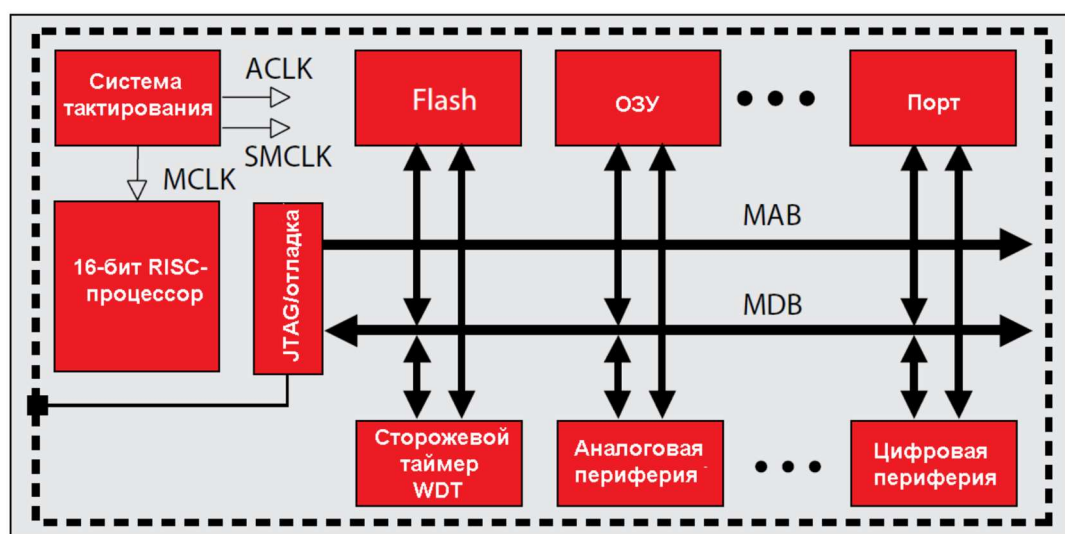 Система
тактирования
ACLK
SMCLK
MCLK
Flash
ОЗУ
Порт
16-бит RISC-
процессор
JTAG/отладка
MAB
MDB
Сторожевой
таймер
WDT
Аналоговая
периферия
Цифровая
периферия